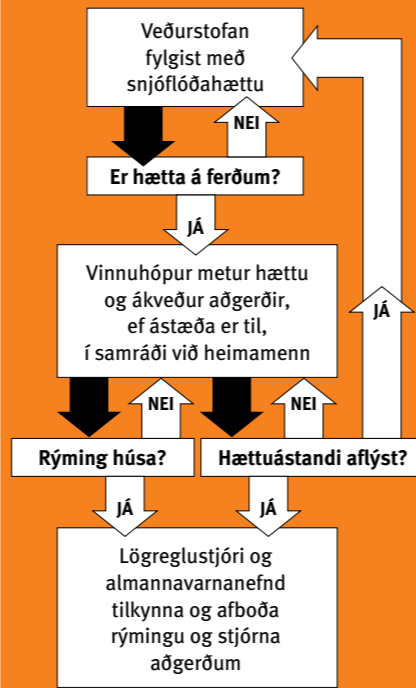 Veðurstofan
fylgist með
snjóflóðahættu
NEI
Er hætta á ferðum?
JÁ
Vinnuhópur metur hættu
og ákveður aðgerðir,
ef ástæða er til,
í samráði við heimamenn
JÁ
NEI
NEI
Rýming húsa?
Hættuástandi aflýst?
JÁ
JÁ
Lögreglustjóri og
almannavarnanefnd
tilkynna og afboða
rýmingu og stjórna
aðgerðum